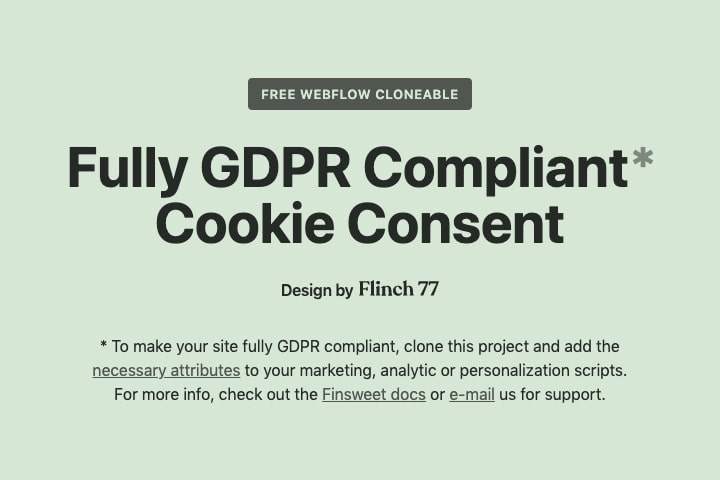 FREE WEBFLOW CLONEABLE
Fully GDPR Compliant*
Cookie Consent
Design by Flinch 77
* To make your site fully GDPR compliant, clone this project and add the
necessary attributes to your marketing, analytic or personalization scripts.
For more info, check out the Finsweet docs or e-mail us for support.